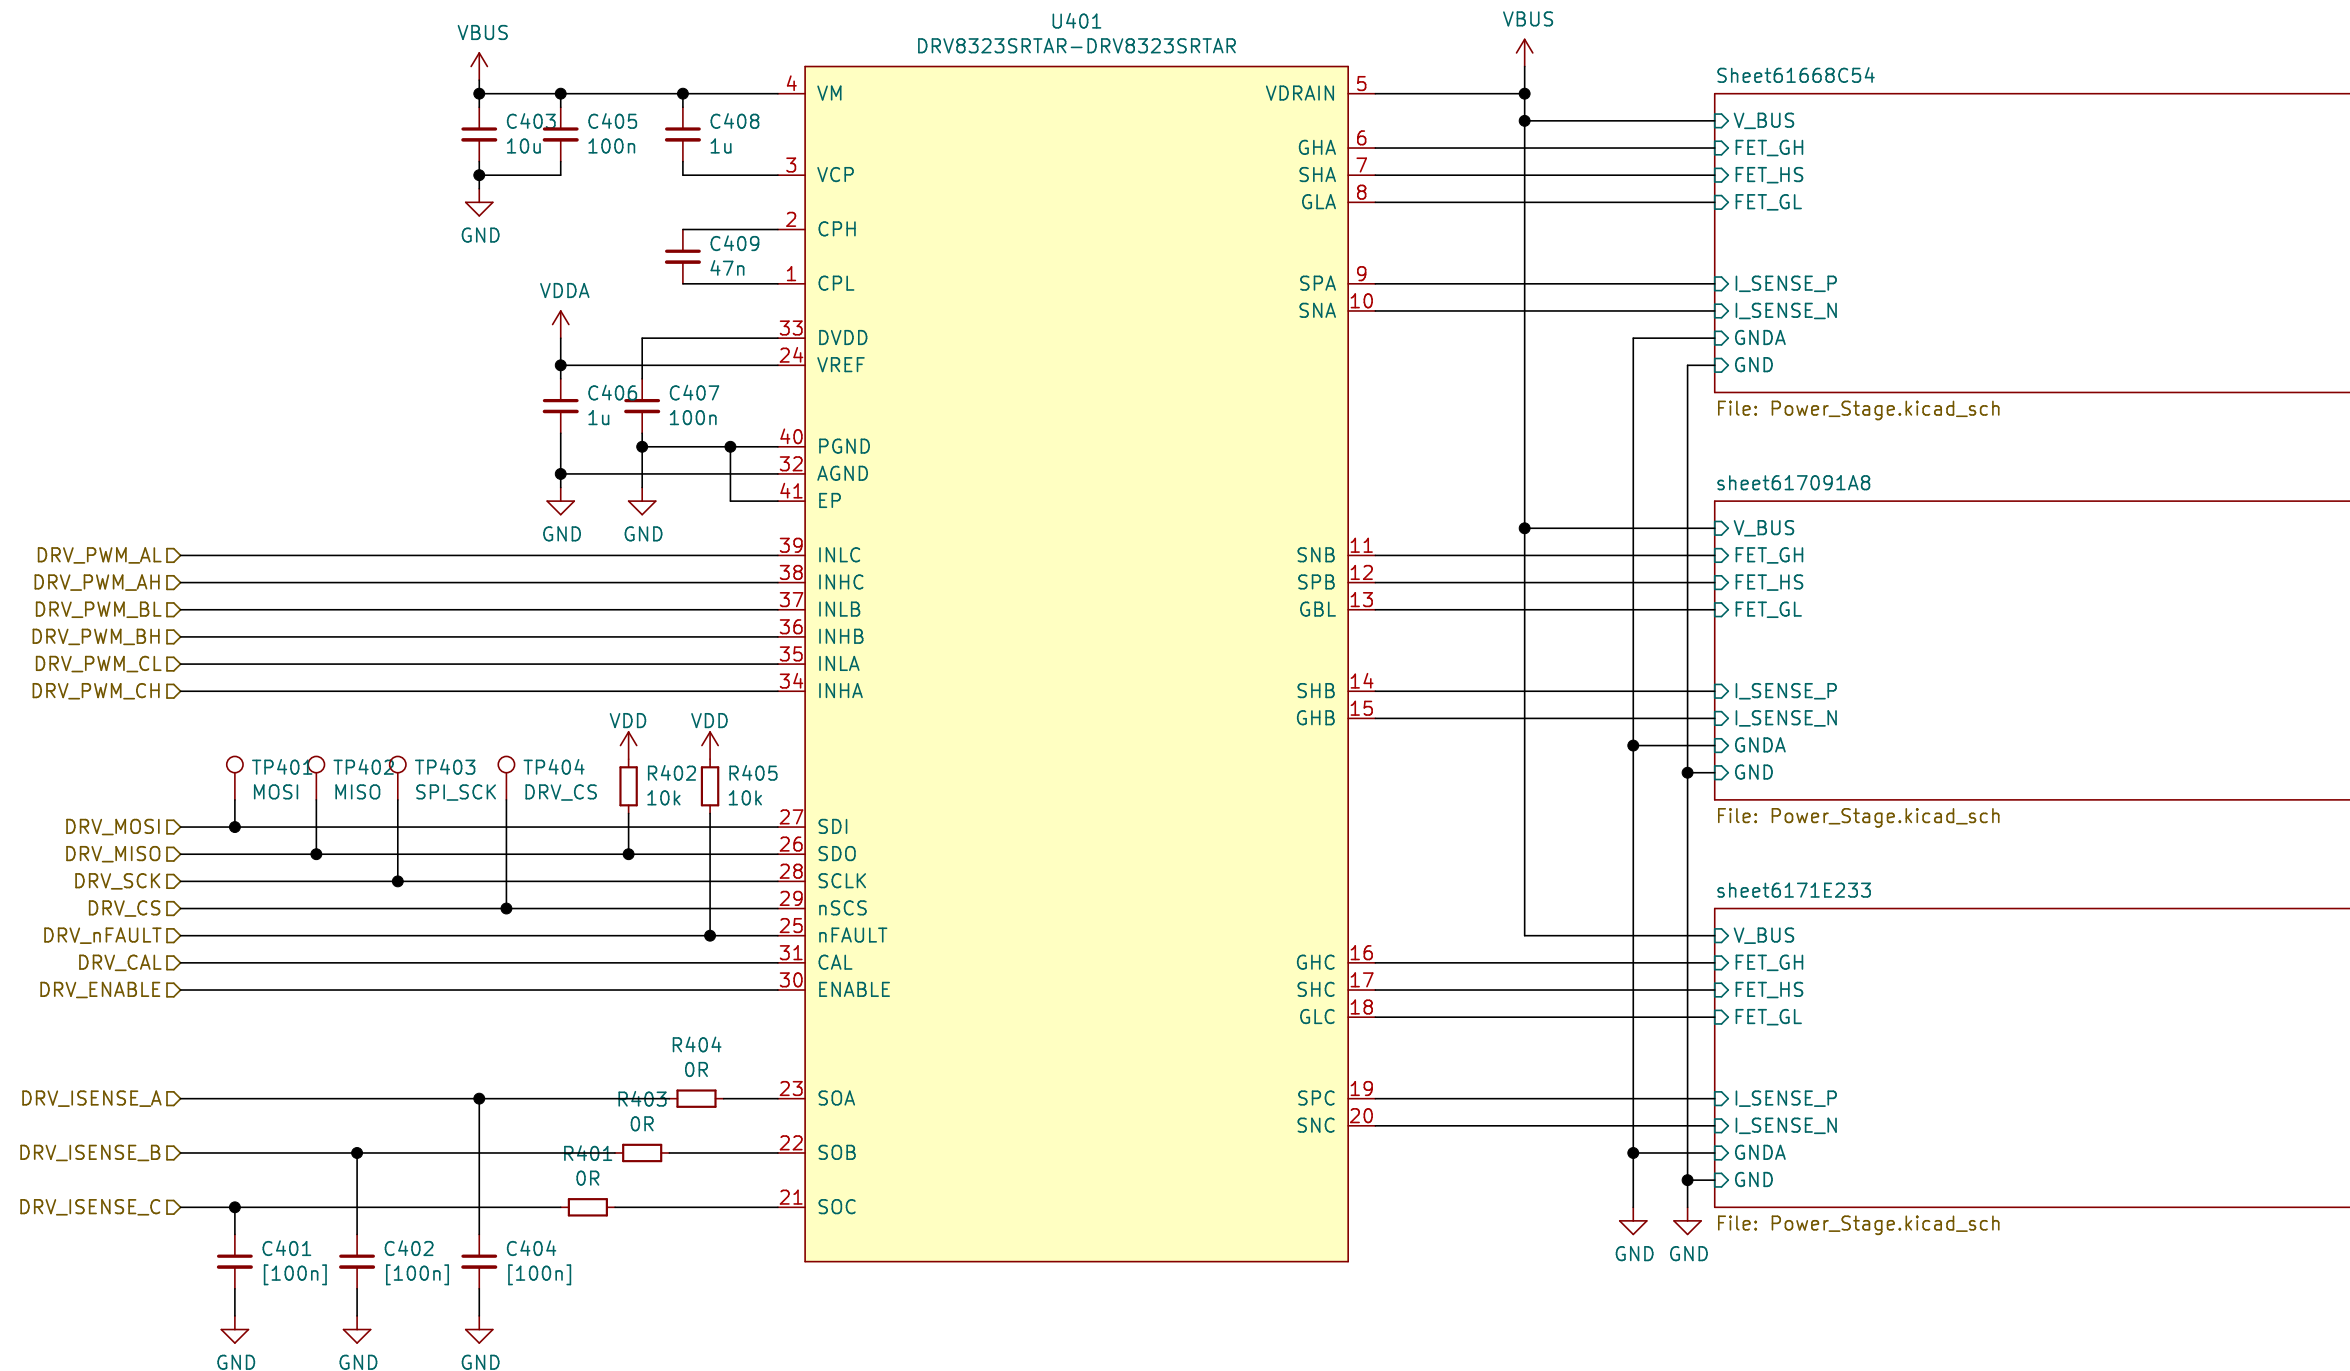 VBUS
U401
DRV8323SRTAR-DRV8323SRTAR
VBUS
C403
10u
C405
100n
C408
1u
GND
C409
47n
VDDA
C406
1u
C407
100n
GND
GND
4 VM
3 VCP
2 CPH
1 CPL
33 DVDD
24 VREF
40 PGND
32 AGND
41 EP
DRV_PWM_AL 39 INLC
DRV_PWM_AH 38 INHC
DRV_PWM_BL 37 INLB
DRV_PWM_BH 36 INHB
DRV_PWM_CL 35 INLA
DRV_PWM_CH 34 INHA
VDD
VDD
TP401
MOSI
TP402
MISO
TP403
SPI_SCK
TP404
DRV_CS
R402
10k
R405
10k
DRV_MOSI 27 SDI
DRV_MISO 26 SDO
DRV_SCK 28 SCLK
DRV_CS 29 nSCS
DRV_nFAULT 25 nFAULT
DRV_CAL 31 CAL
DRV_ENABLE 30 ENABLE
R404
0R
DRV_ISENSE_A 23 SOA
R403
0R
DRV_ISENSE_B 22 SOB
R401
0R
DRV_ISENSE_C 21 SOC
C401
[100n]
C402
[100n]
C404
[100n]
GND
GND
GND
VDRAIN 5
GHA 6
SHA 7
GLA 8
SPA 9
SNA 10
SNB 11
SPB 12
GBL 13
SHB 14
GHB 15
GHC 16
SHC 17
GLC 18
SPC 19
SNC 20
Sheet61668C54
V_BUS
FET_GH
FET_HS
FET_GL
I_SENSE_P
I_SENSE_N
GNDA
GND
File: Power_Stage.kicad_sch
sheet617091A8
V_BUS
FET_GH
FET_HS
FET_GL
I_SENSE_P
I_SENSE_N
GNDA
GND
File: Power_Stage.kicad_sch
sheet6171E233
V_BUS
FET_GH
FET_HS
FET_GL
I_SENSE_P
I_SENSE_N
GNDA
GND
File: Power_Stage.kicad_sch
GND
GND